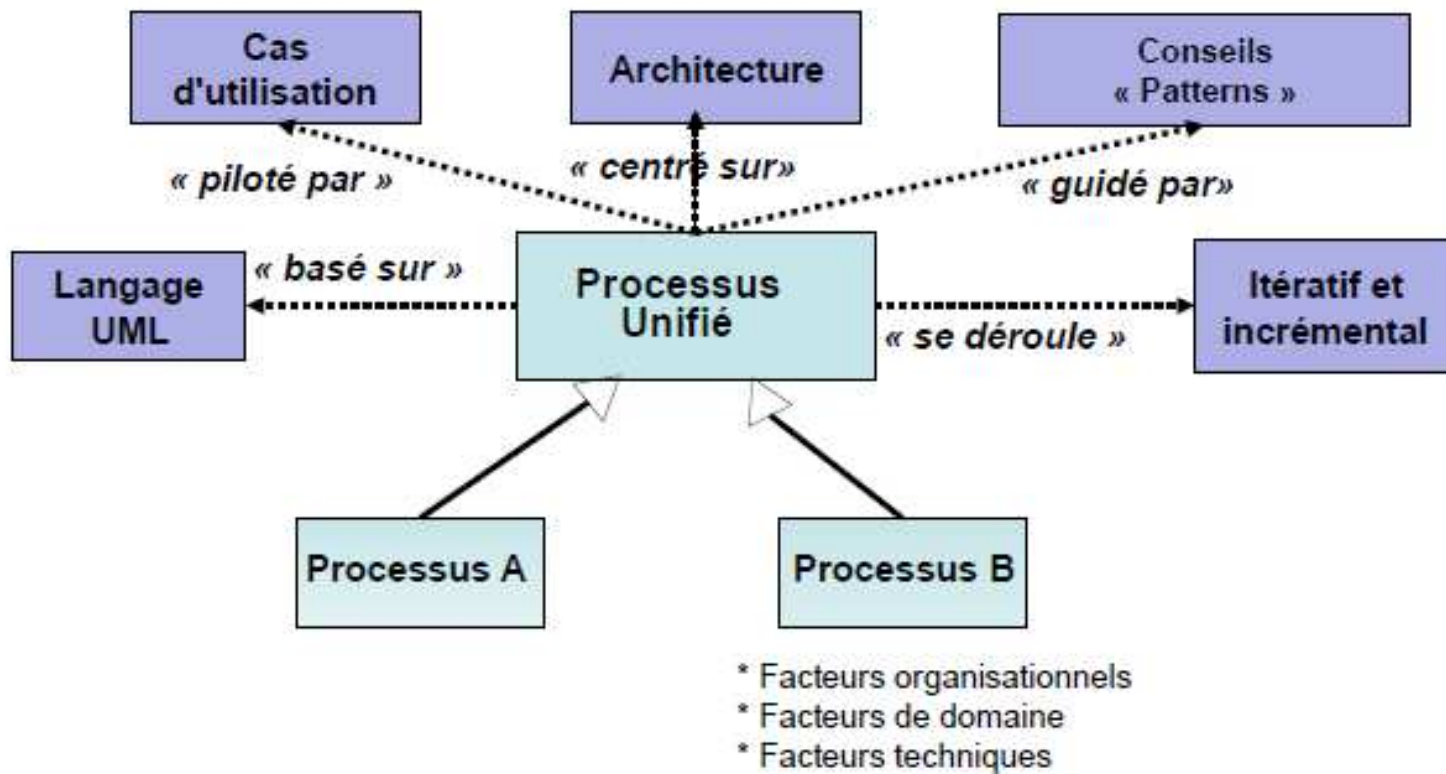 Cas
d'utilisation
Architecture
Conseils
« Patterns »
« piloté par »
« centré sur»
« guidé par»
Langage
UML
« basé sur »
Processus
Unifié
« se déroule »
Itératif et
incrémental
Processus A
Processus B
* Facteurs organisationnels
* Facteurs de domaine
* Facteurs techniques